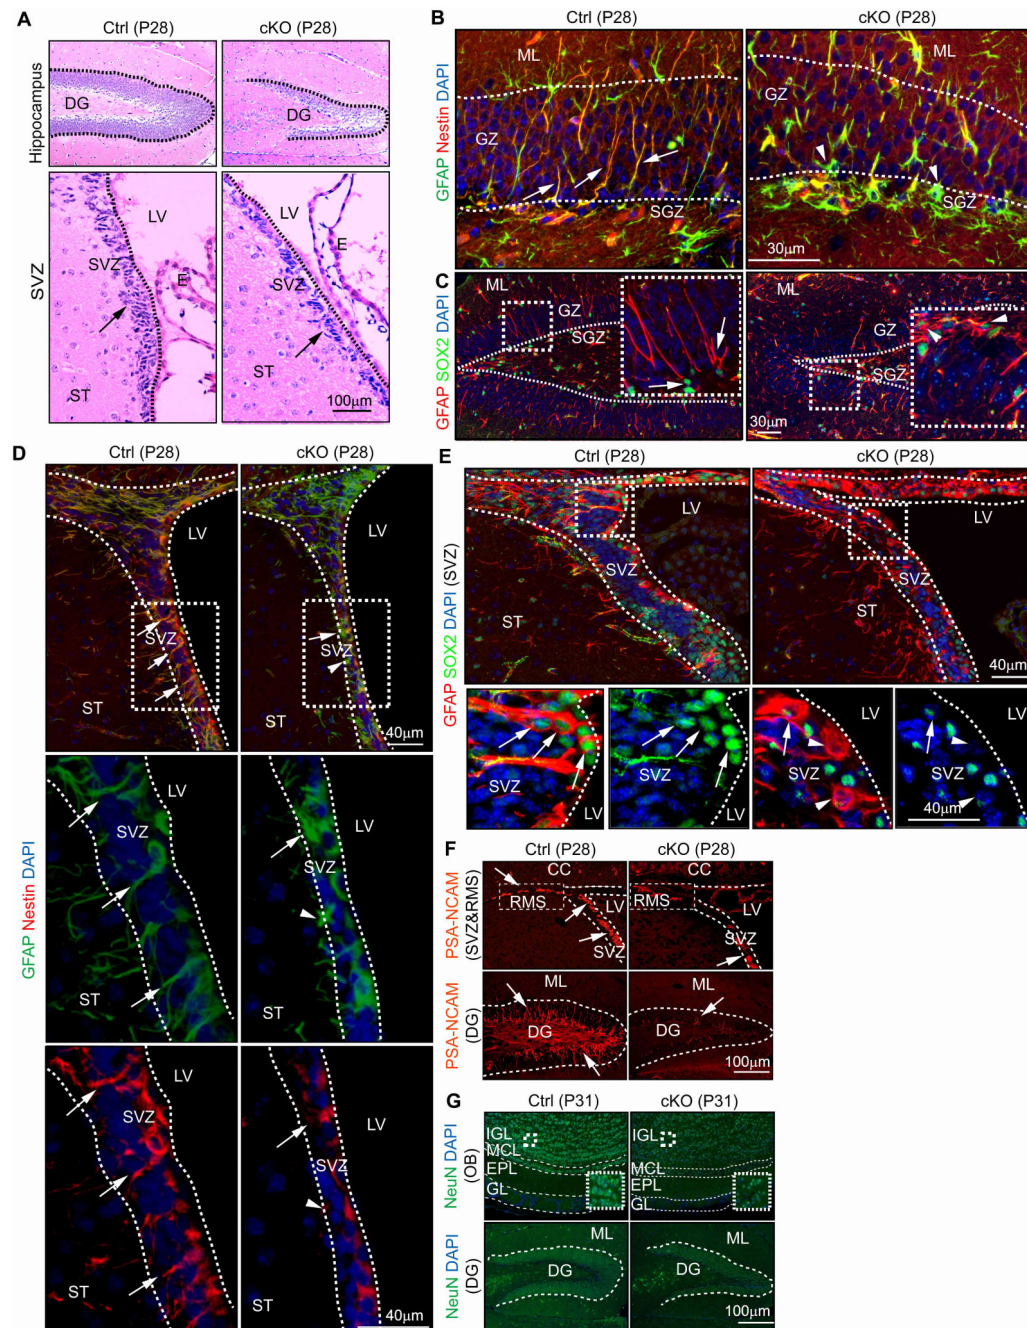 A
Ctrl (P28)
cKO (P28)
Hippocampus
DG
DG
SVZ
LV
SVZ
E
ST
LV
E
SVZ
ST
100μm
B
Ctrl (P28)
cKO (P28)
GFAP Nestin DAPI
ML
GZ
SGZ
ML
GZ
SGZ
30μm
C
GFAP SOX2 DAPI
ML
GZ
SGZ
ML
GZ
SGZ
30μm
D
Ctrl (P28)
cKO (P28)
GFAP Nestin DAPI
LV
SVZ
ST
LV
SVZ
ST
40μm
LV
SVZ
ST
LV
SVZ
ST
LV
SVZ
ST
LV
SVZ
ST
40μm
E
Ctrl (P28)
cKO (P28)
GFAP SOX2 DAPI (SVZ)
LV
SVZ
ST
LV
SVZ
ST
40μm
SVZ
LV
SVZ
LV
LV
SVZ
LV
SVZ
40μm
F
Ctrl (P28)
cKO (P28)
PSA-NCAM
(SVZ&RMS)
CC
RMS
LV
SVZ
CC
RMS
LV
SVZ
PSA-NCAM
(DG)
ML
DG
ML
DG
100μm
G
Ctrl (P31)
cKO (P31)
NeuN DAPI
(OB)
IGL
MCL
EPL
GL
IGL
MCL
EPL
GL
NeuN DAPI
(DG)
ML
DG
ML
DG
100μm